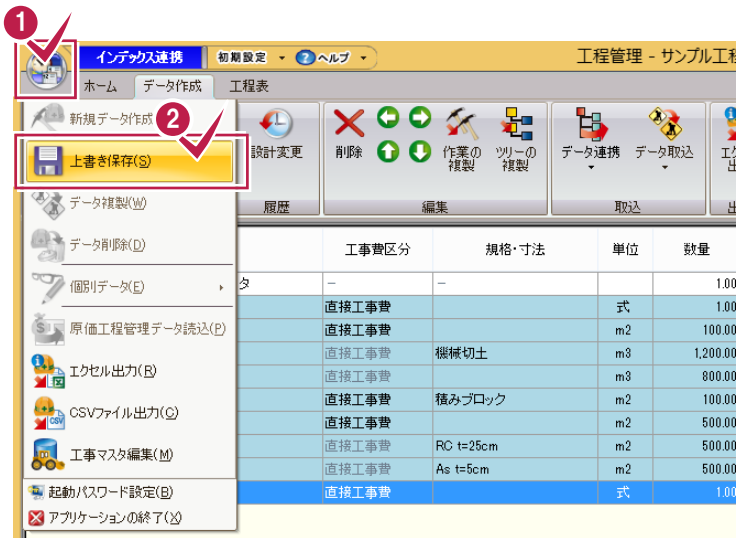 1
インデックス連携 初期設定 ?ヘルプ 工程管理 - サンプル工程
ホーム データ作成 工程表
新規データ作成 2
上書き保存(S)
データ複製(W)
データ削除(D)
個別データ(E)
原価工程管理データ読込(P)
エクセル出力(R)
CSVファイル出力(C)
工事マスタ編集(M)
起動パスワード設定(B)
アプリケーションの終了(X)
設計変更 削除 作業の複製 ツリーの複製 データ連携 データ取込
履歴 編集 取込 出
工事費区分 規格・寸法 単位 数量
タ － － 1.00
直接工事費 式 1.00
直接工事費 m2 100.00
直接工事費 機械切土 m3 1,200.00
直接工事費 m3 800.00
直接工事費 積みブロック m2 100.00
直接工事費 m2 500.00
直接工事費 RC t=25cm m2 500.00
直接工事費 As t=5cm m2 500.00
直接工事費 式 1.00